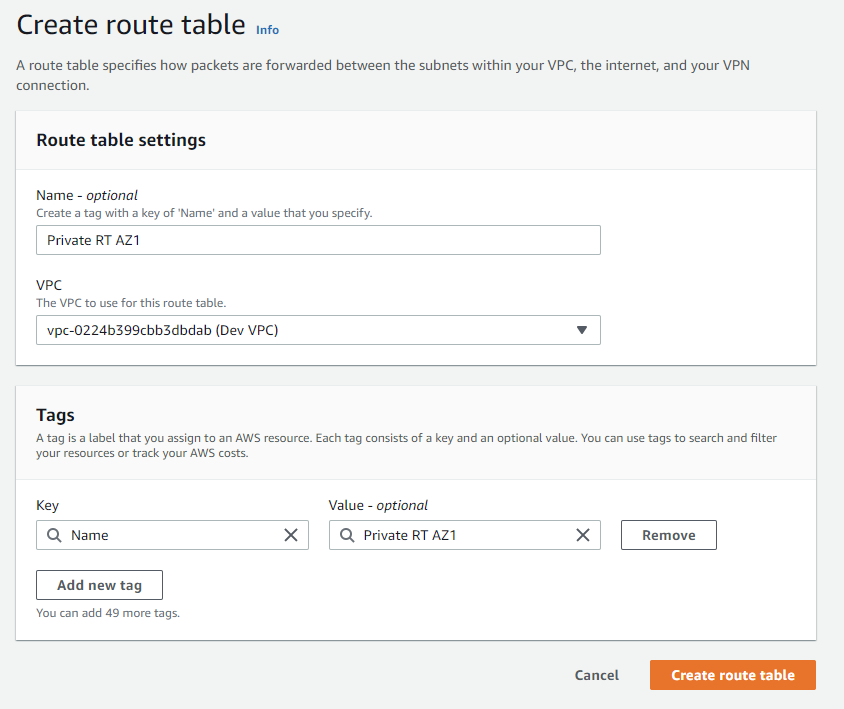 Create route table Info
A route table specifies how packets are forwarded between the subnets within your VPC, the internet, and your VPN
connection.
Route table settings
Name - optional
Create a tag with a key of 'Name' and a value that you specify.
Private RT AZ1
VPC
The VPC to use for this route table.
vpc-0224b399cbb3dbdab (Dev VPC)
Tags
A tag is a label that you assign to an AWS resource. Each tag consists of a key and an optional value. You can use tags to search and filter
your resources or track your AWS costs.
Key Value - optional
Name Private RT AZ1 Remove
Add new tag
You can add 49 more tags.
Cancel Create route table